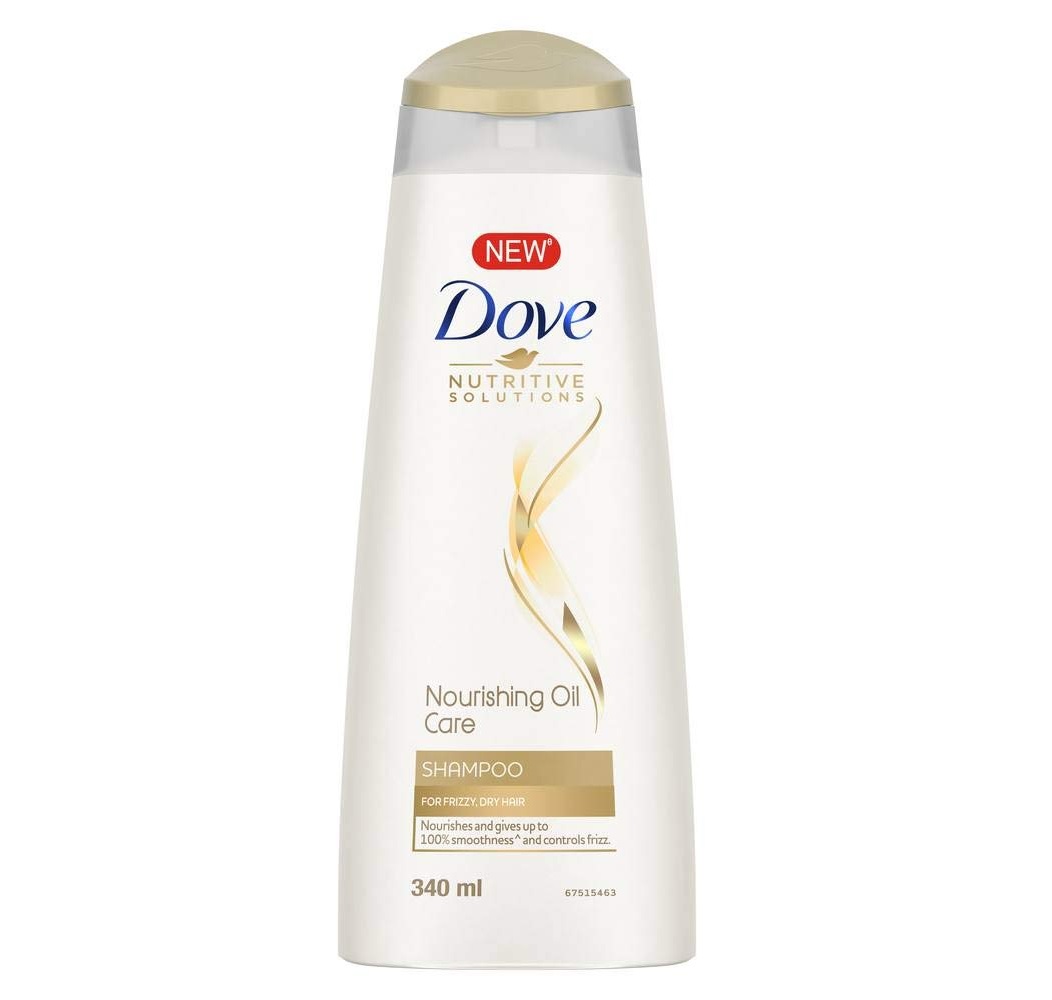 NEWθ
Dove
NUTRITIVE
SOLUTIONS
Nourishing Oil
Care
SHAMPOO
FOR FRIZZY, DRY HAIR
Nourishes and gives up to
100% smoothness^ and controls frizz.
340 ml
67515463